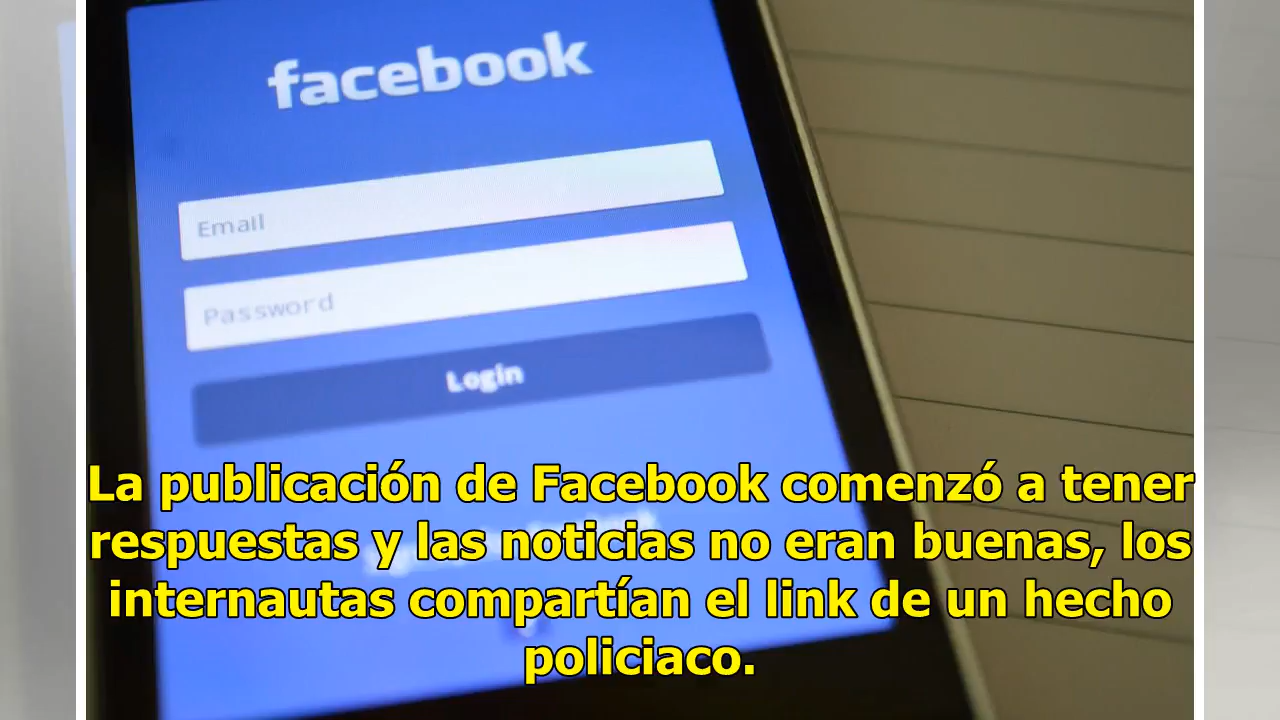 facebook
Email
Password
Login
La publicación de Facebook comenzó a tener
respuestas y las noticias no eran buenas, los
internautas compartían el link de un hecho
policiaco.